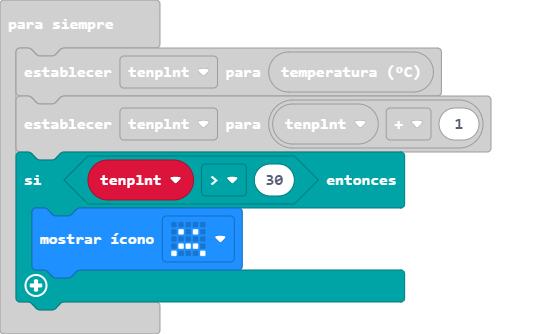 para siempre
establecer tenplnt para temperatura (ºC)
establecer tenplnt para tenplnt + 1
si tenplnt > 30 entonces
mostrar ícono